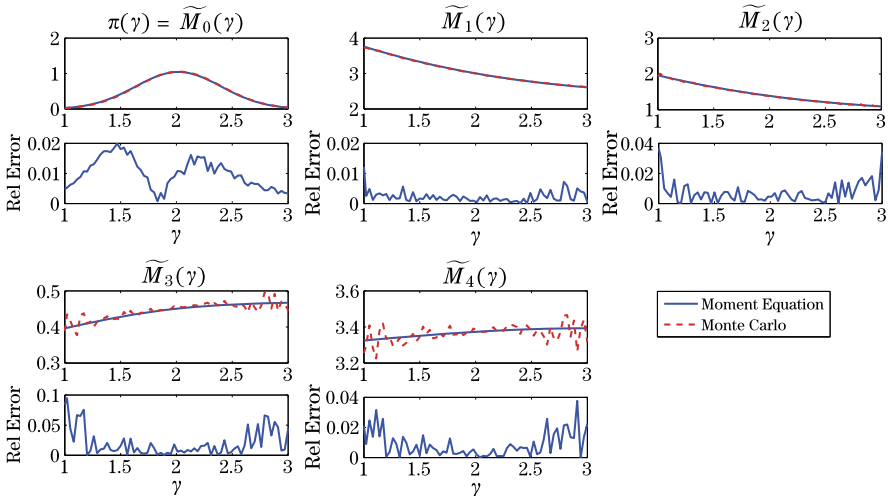 π(γ) = M̃₀(γ)
2
1
0
1 1.5 2 2.5 3
Rel Error
0.02
0.01
0
1 1.5 2 2.5 3
γ
M̃₁(γ)
4
3
2
1 1.5 2 2.5 3
Rel Error
0.02
0.01
0
1 1.5 2 2.5 3
γ
M̃₂(γ)
3
2
1
1 1.5 2 2.5 3
Rel Error
0.04
0.02
0
1 1.5 2 2.5 3
γ
M̃₃(γ)
0.5
0.4
0.3
1 1.5 2 2.5 3
Rel Error
0.1
0.05
0
1 1.5 2 2.5 3
γ
M̃₄(γ)
3.6
3.4
3.2
1 1.5 2 2.5 3
Rel Error
0.04
0.02
0
1 1.5 2 2.5 3
γ
Moment Equation
Monte Carlo